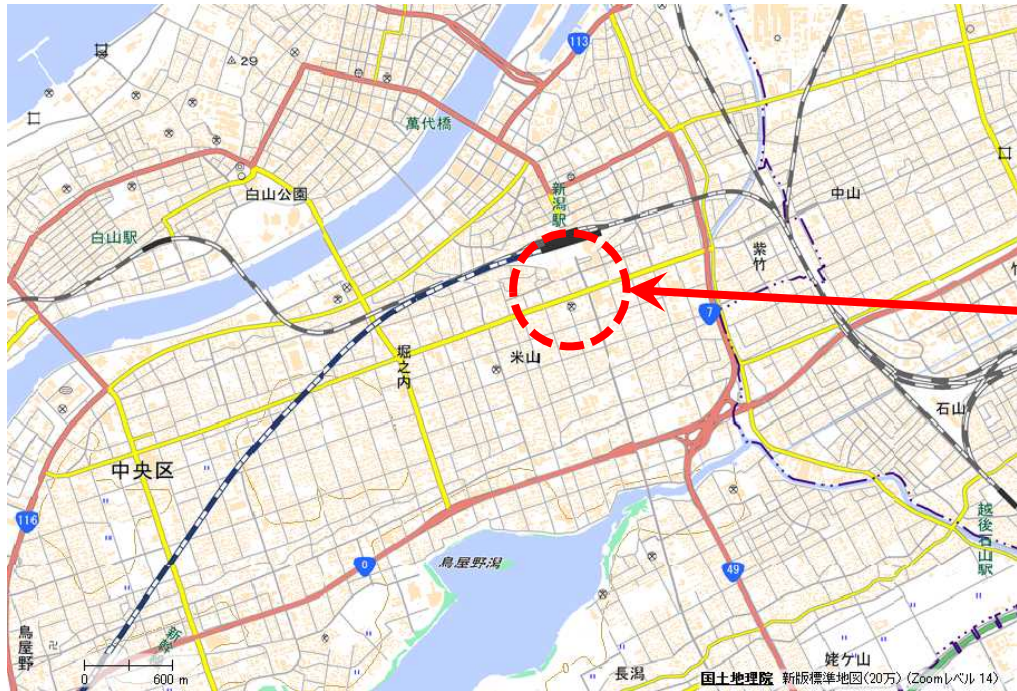 29
113
萬代橋
白山公園
新潟駅
中山
白山駅
紫竹
7
米山
堀之内
石山
中央区
116
越後石山駅
鳥屋野潟
0
49
鳥屋野
新幹
長潟
姥ケ山
0 600 m
国土地理院 新版標準地図(20万) (Zoomレベル 14)